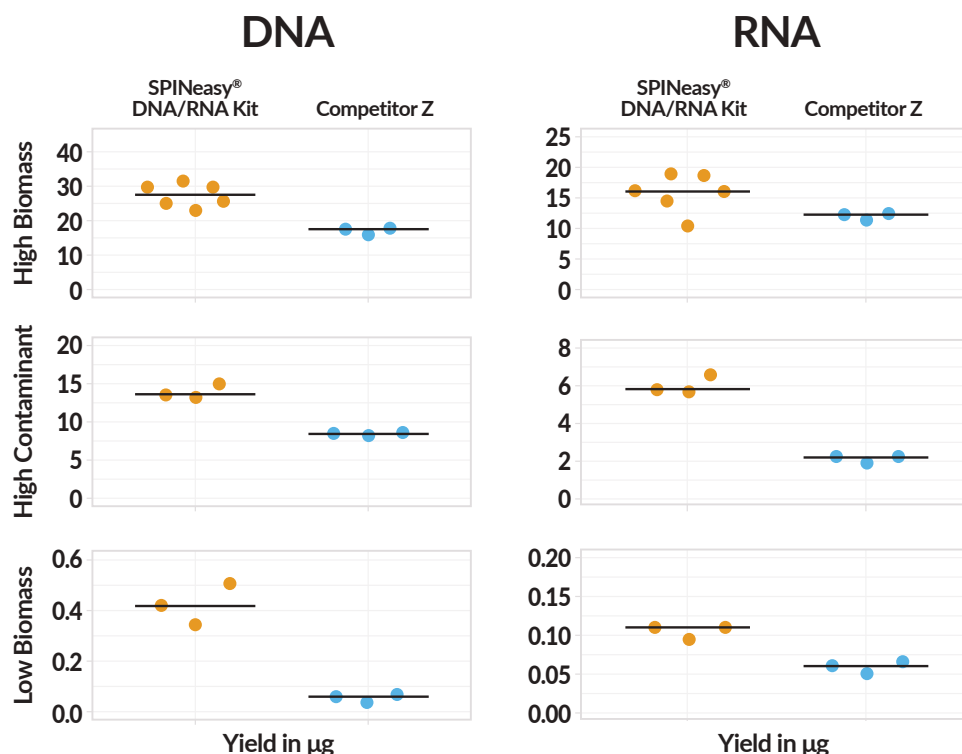 DNA
RNA
SPINeasy®
DNA/RNA Kit
Competitor Z
SPINeasy®
DNA/RNA Kit
Competitor Z
High Biomass
40
30
20
10
0
25
20
15
10
5
0
High Contaminant
20
15
10
5
0
8
6
4
2
0
Low Biomass
0.6
0.4
0.2
0.0
0.20
0.15
0.10
0.05
0.00
Yield in μg
Yield in μg